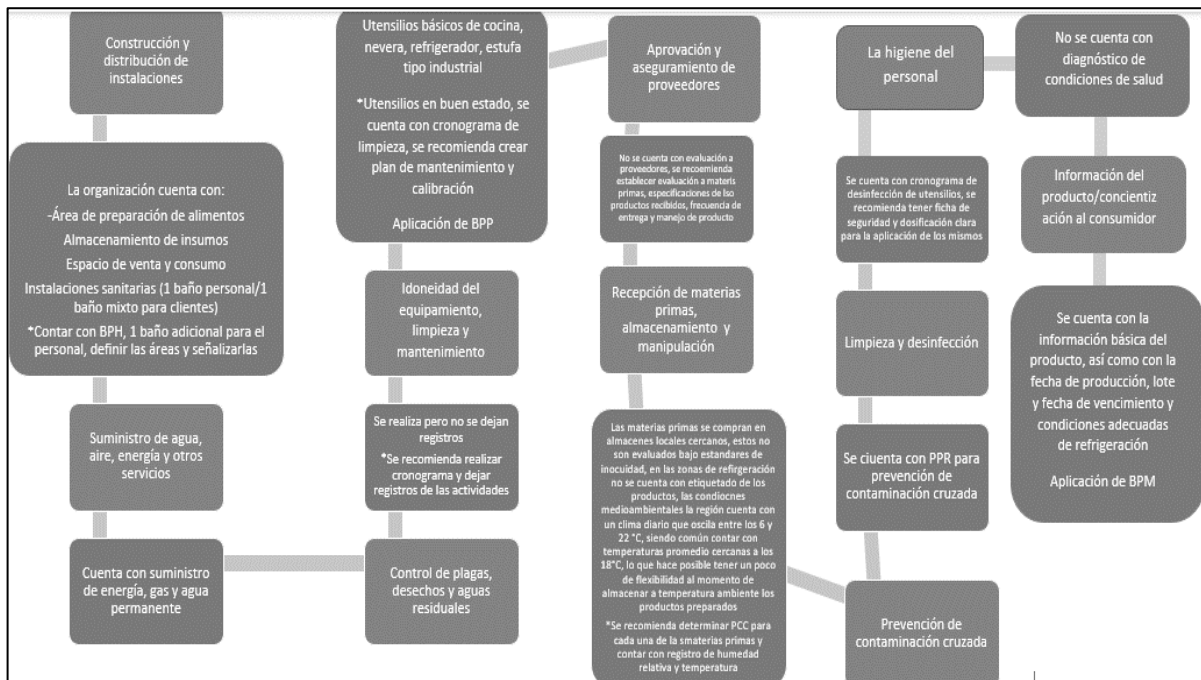 Construcción y
distribución de
instalaciones
La organización cuenta con:
-Área de preparación de alimentos
Almacenamiento de insumos
Espacio de venta y consumo
Instalaciones sanitarias (1 baño personal/1
baño mixto para clientes)
*Contar con BPH, 1 baño adicional para el
personal, definir las áreas y señalizarlas
Suministro de agua,
aire, energía y otros
servicios
Cuenta con suministro
de energía, gas y agua
permanente
Control de plagas,
desechos y aguas
residuales
Se realiza pero no se dejan
registros
*Se recomienda realizar
cronograma y dejar
registros de las actividades
Idoneidad del
equipamiento,
limpieza y
mantenimiento
Utensilios básicos de cocina,
nevera, refrigerador, estufa
tipo industrial
*Utensilios en buen estado, se
cuenta con cronograma de
limpieza, se recomienda crear
plan de mantenimiento y
calibración
Aplicación de BPP
Aprovación y
aseguramiento de
proveedores
No se cuenta con evaluación a
proveedores, se recoemienda
establecer evaluación a materis
primas, especificaciones de lso
productos recibidos, frecuencia de
entrega y manejo de producto
Recepción de materias
primas,
almacenamiento y
manipulación
Las materias primas se compran en
almacenes locales cercanos, estos no
son evaluados bajo estandares de
inocuidad, en las zonas de refirgeración
no se cuenta con etiquetado de los
productos, las condiocnes
medioambientales la región cuenta con
un clima diario que oscila entre los 6 y
22 °C, siendo común contar con
temperaturas promedio cercanas a los
18°C, lo que hace posible tener un poco
de flexibilidad al momento de
almacenar a temperatura ambiente los
productos preparados
*Se recomienda determinar PCC para
cada una de la smaterias primas y
contar con registro de humedad
relativa y temperatura
Prevención de
contaminación cruzada
Se ciuenta con PPR para
prevención de
contaminación cruzada
Limpieza y desinfección
Se cuenta con cronograma de
desinfección de utensilios, se
recomienda tener ficha de
seguridad y dosificación clara
para la aplicación de los mismos
La higiene del
personal
No se cuenta con
diagnóstico de
condiciones de salud
Información del
producto/concientiz
ación al consumidor
Se cuenta con la
información básica del
producto, así como con la
fecha de producción, lote
y fecha de vencimiento y
condiciones adecuadas
de refrigeración
Aplicación de BPM